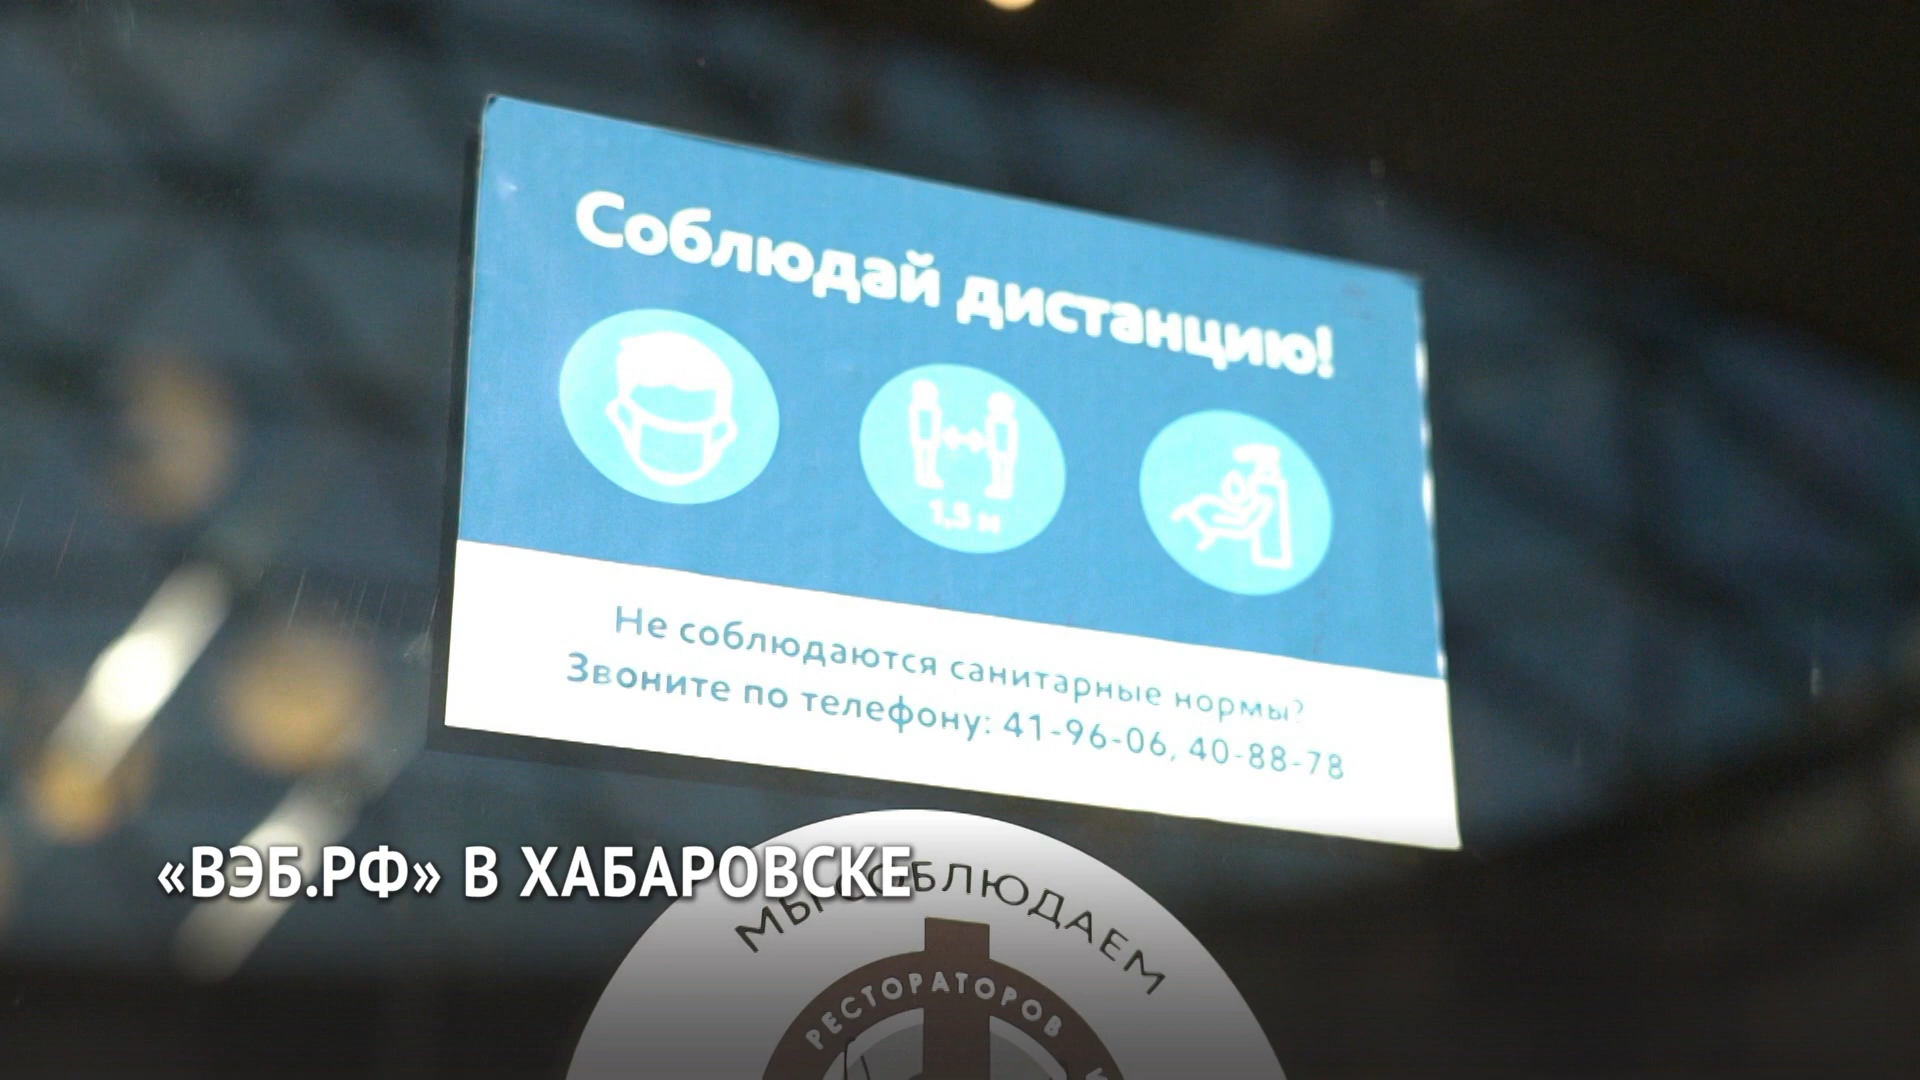 Соблюдай дистанцию!
1,5 м
Не соблюдаются санитарные нормы?
Звоните по телефону: 41-96-06, 40-88-78
«ВЭБ.РФ» В ХАБАРОВСКЕ
МЫ СОБЛЮДАЕМ
РЕСТОРАТОРОВ И